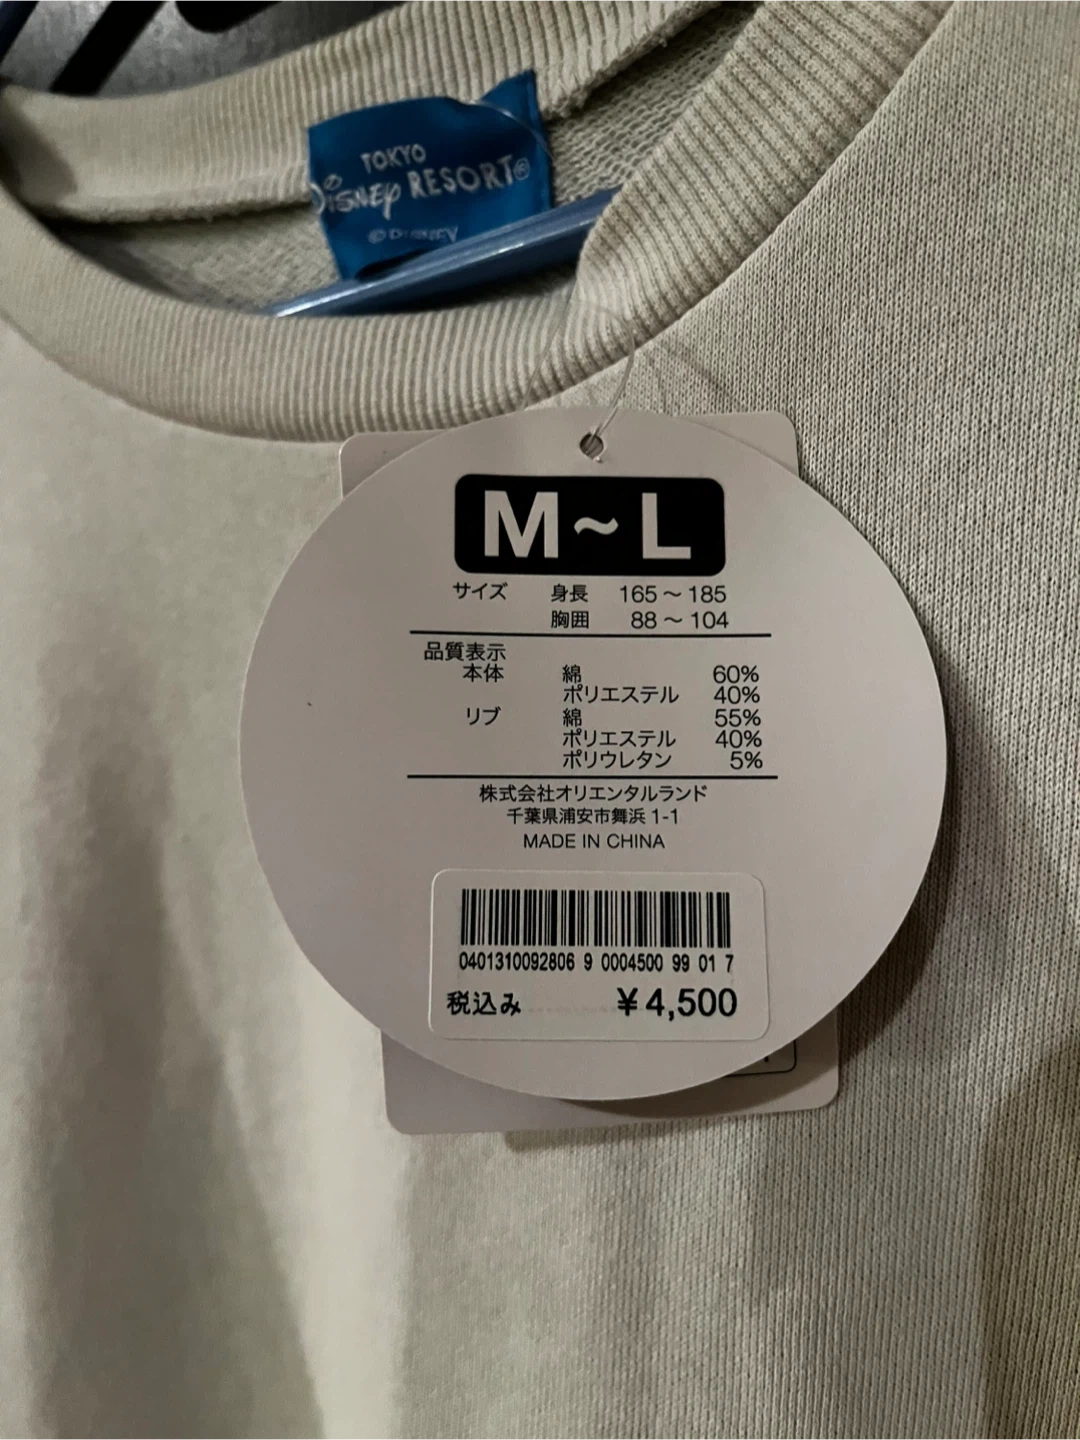 TOKYO
Disney RESORT®
©DISNEY
M~L
サイズ 身長 165～185
胸囲 88～104
品質表示
本体 綿 60%
ポリエステル 40%
リブ 綿 55%
ポリエステル 40%
ポリウレタン 5%
株式会社オリエンタルランド
千葉県浦安市舞浜 1-1
MADE IN CHINA
0401310092806 9 0004500 99 01 7
税込み ¥4,500